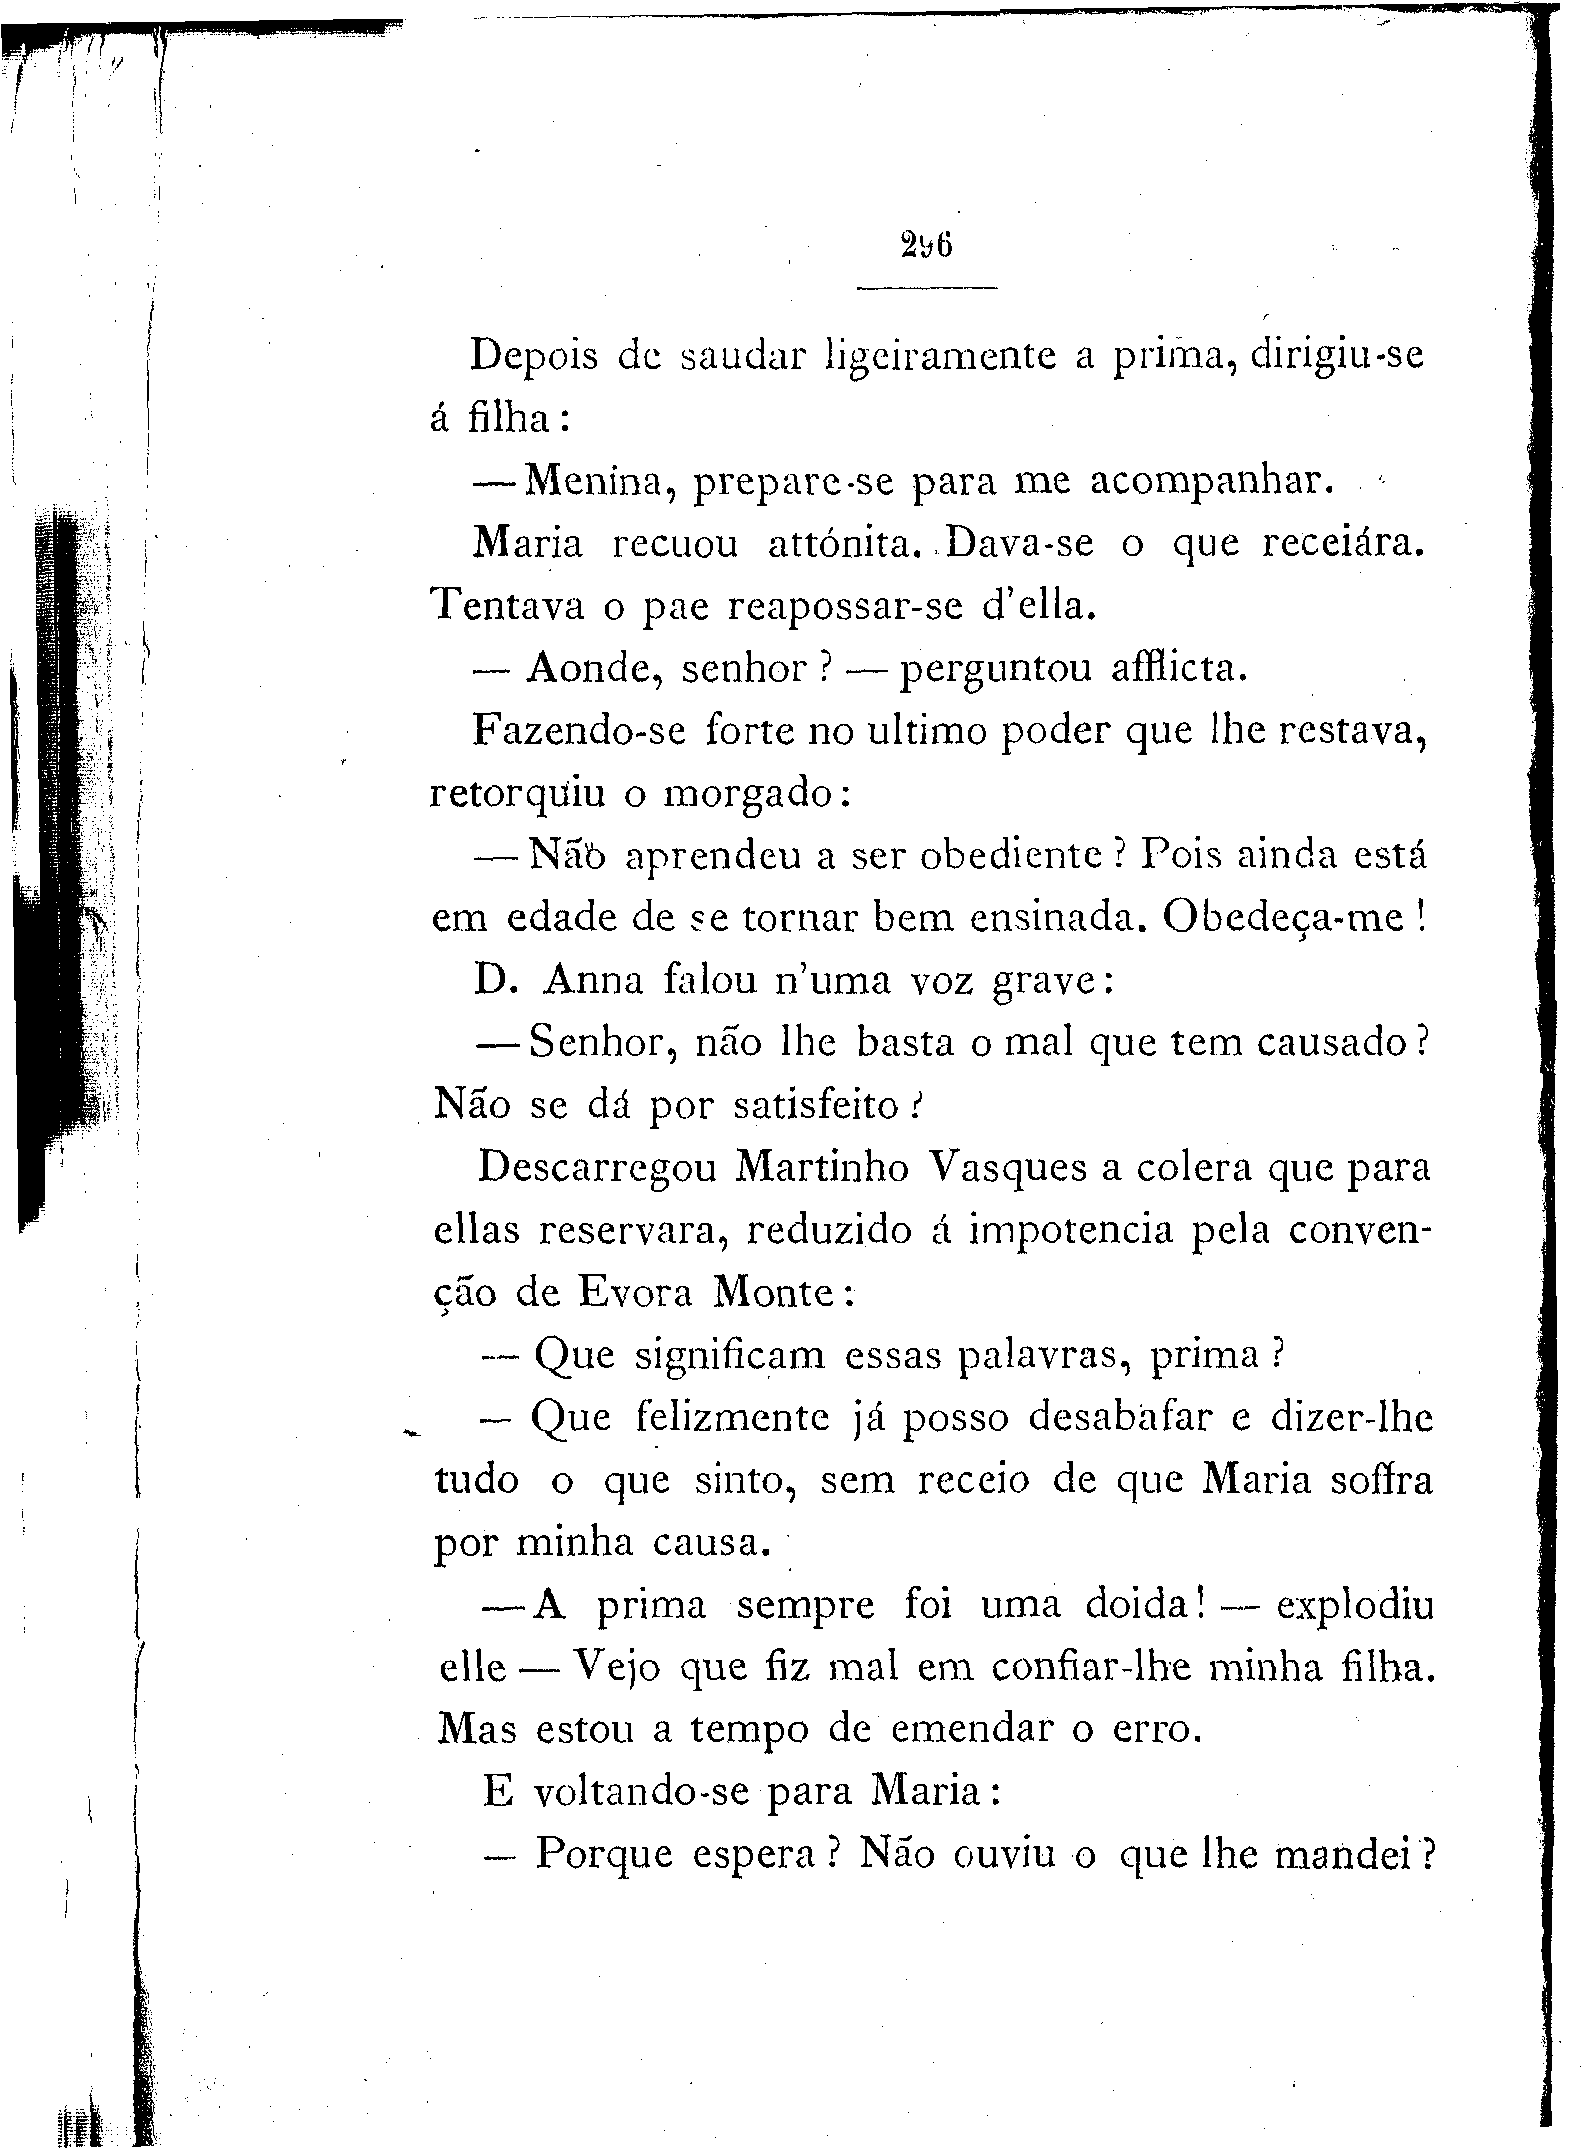 296
Depois de saudar ligeiramente a prima, dirigiu-se
á filha :
— Menina, prepare-se para me acompanhar.
Maria recuou attónita. Dava-se o que receiára.
Tentava o pae reapossar-se d'ella.
— Aonde, senhor ? — perguntou afflicta.
Fazendo-se forte no ultimo poder que lhe restava,
retorquiu o morgado :
— Não aprendeu a ser obediente ? Pois ainda está
em edade de se tornar bem ensinada. Obedeça-me !
D. Anna falou n'uma voz grave :
— Senhor, não lhe basta o mal que tem causado ?
Não se dá por satisfeito ?
Descarregou Martinho Vasques a colera que para
ellas reservara, reduzido á impotencia pela conven-
ção de Evora Monte :
— Que significam essas palavras, prima ?
— Que felizmente já posso desabafar e dizer-lhe
tudo o que sinto, sem receio de que Maria soffra
por minha causa.
— A prima sempre foi uma doida ! — explodiu
elle — Vejo que fiz mal em confiar-lhe minha filha.
Mas estou a tempo de emendar o erro.
E voltando-se para Maria :
— Porque espera ? Não ouviu o que lhe mandei ?